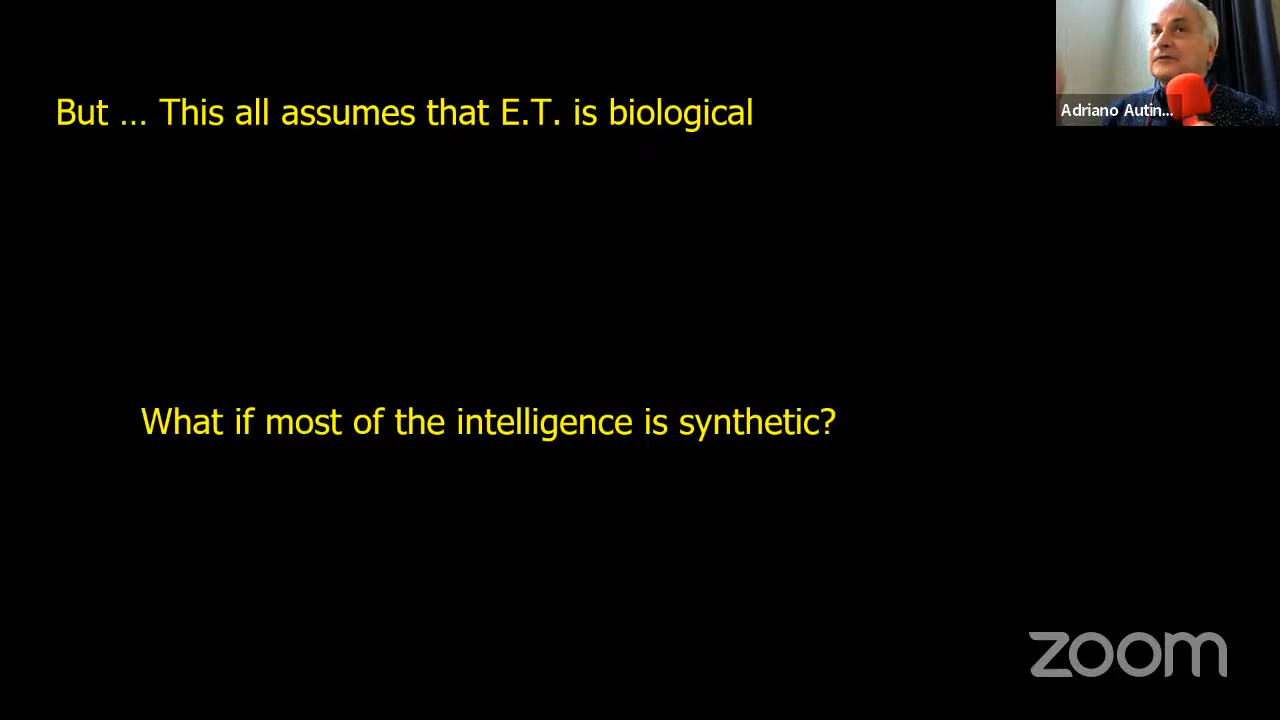 But … This all assumes that E.T. is biological
Adriano Autin...
What if most of the intelligence is synthetic?
zoom